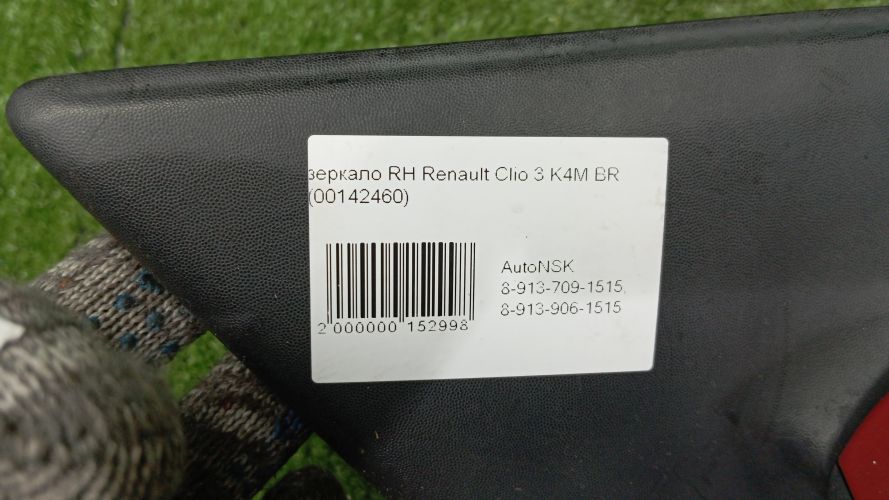 зеркало RH Renault Clio 3 K4M BR
(00142460)
AutoNSK
8-913-709-1515,
8-913-906-1515
2 000000 152998